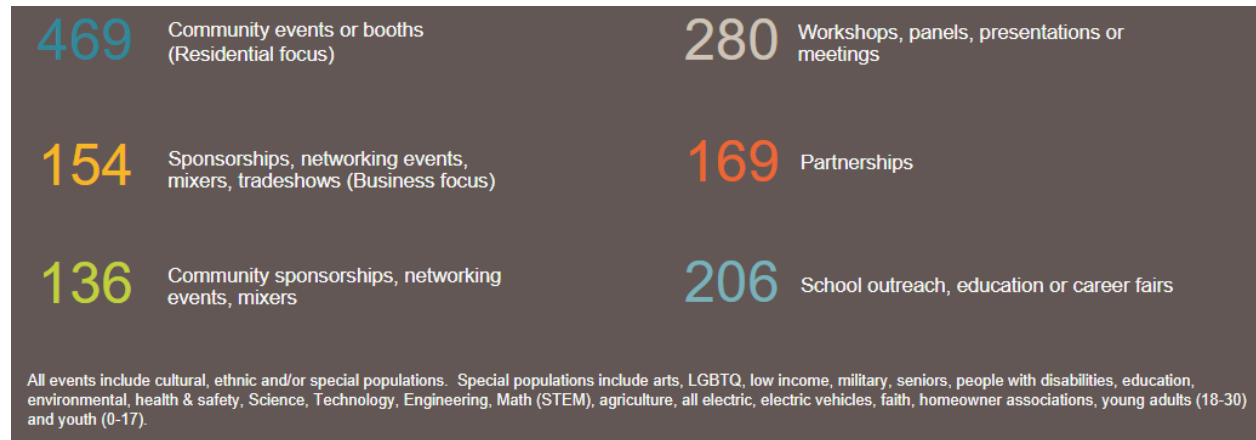 469
Community events or booths
(Residential focus)
280
Workshops, panels, presentations or
meetings
154
Sponsorships, networking events,
mixers, tradeshows (Business focus)
169
Partnerships
136
Community sponsorships, networking
events, mixers
206
School outreach, education or career fairs
All events include cultural, ethnic and/or special populations.  Special populations include arts, LGBTQ, low income, military, seniors, people with disabilities, education,
environmental, health & safety, Science, Technology, Engineering, Math (STEM), agriculture, all electric, electric vehicles, faith, homeowner associations, young adults (18-30)
and youth (0-17).